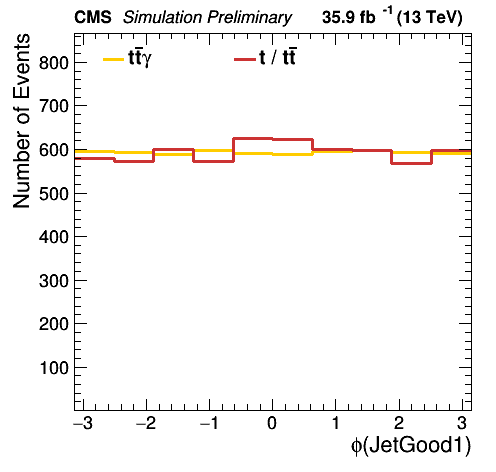 CMS Simulation Preliminary 35.9 fb⁻¹ (13 TeV)
tt̄γ t / tt̄
Number of Events
800
700
600
500
400
300
200
100
−3 −2 −1 0 1 2 3
ϕ(JetGood1)